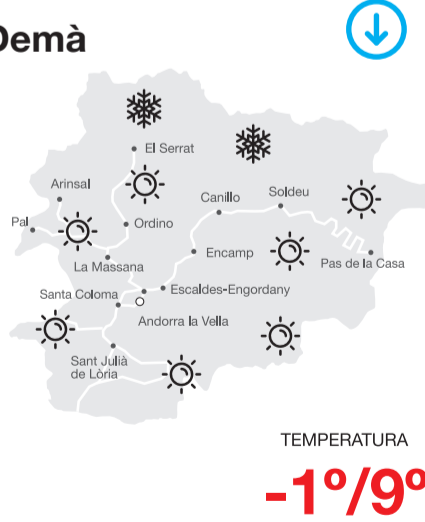 Demà
El Serrat
Arinsal
Canillo
Soldeu
Pal
Ordino
Encamp
Pas de la Casa
La Massana
Santa Coloma
Escaldes-Engordany
Andorra la Vella
Sant Julià
de Lòria
TEMPERATURA
-1º/9º